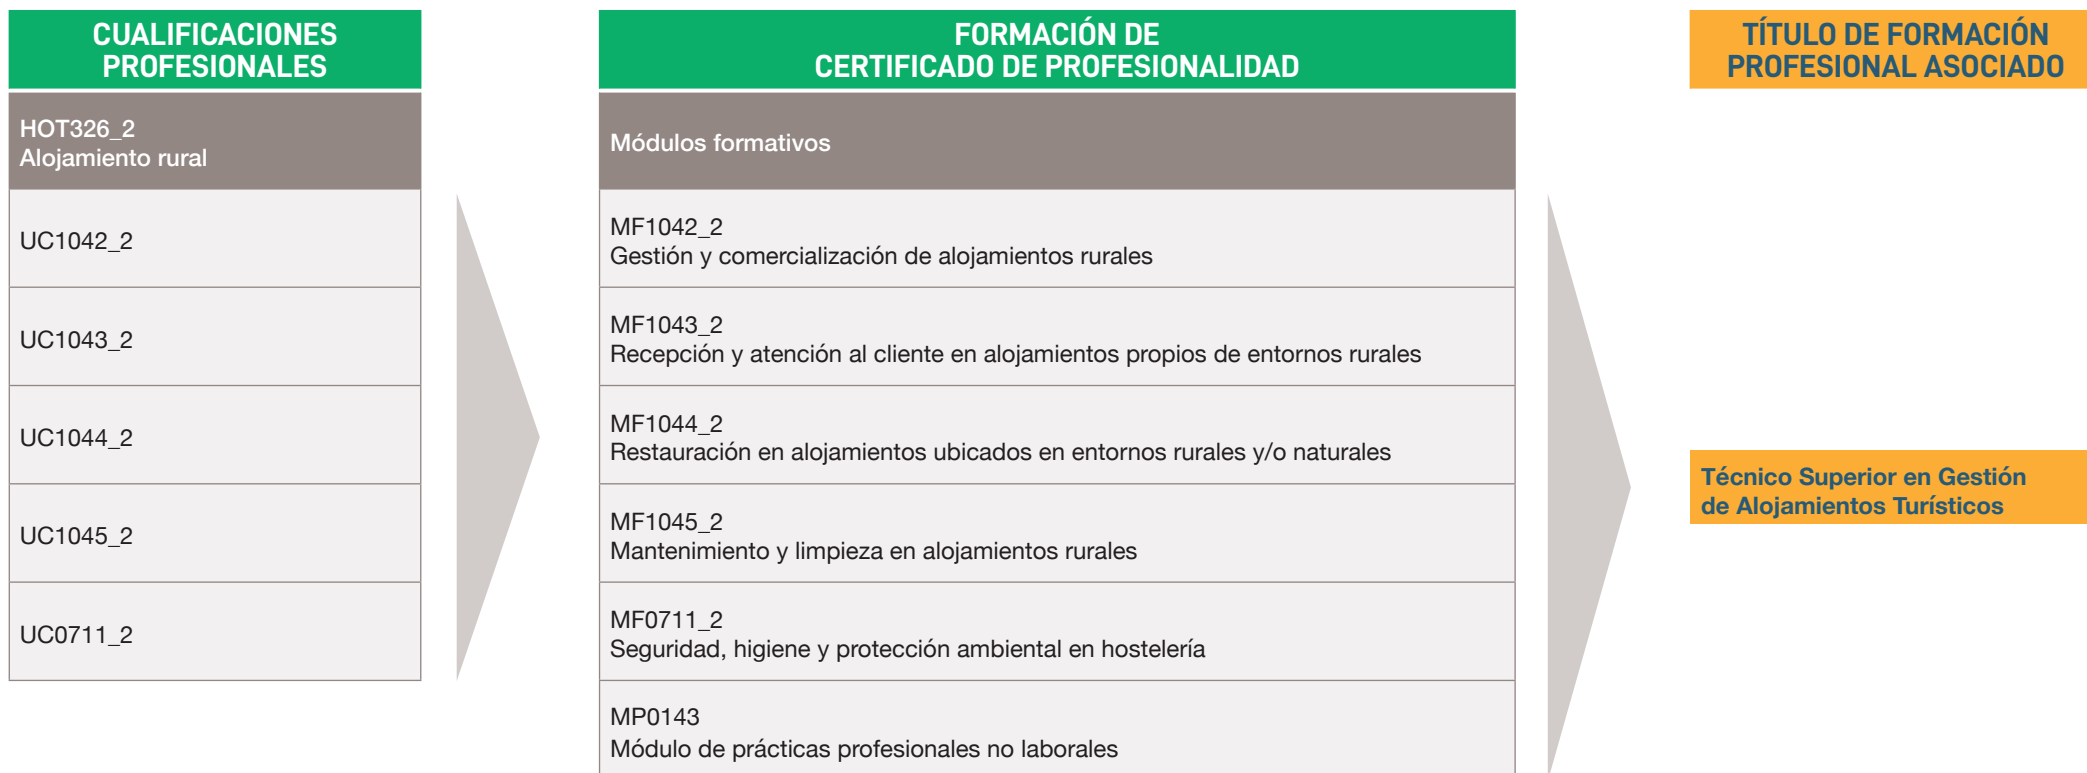 CUALIFICACIONES
PROFESIONALES
HOT326_2
Alojamiento rural
UC1042_2
UC1043_2
UC1044_2
UC1045_2
UC0711_2
FORMACIÓN DE
CERTIFICADO DE PROFESIONALIDAD
Módulos formativos
MF1042_2
Gestión y comercialización de alojamientos rurales
MF1043_2
Recepción y atención al cliente en alojamientos propios de entornos rurales
MF1044_2
Restauración en alojamientos ubicados en entornos rurales y/o naturales
MF1045_2
Mantenimiento y limpieza en alojamientos rurales
MF0711_2
Seguridad, higiene y protección ambiental en hostelería
MP0143
Módulo de prácticas profesionales no laborales
TÍTULO DE FORMACIÓN
PROFESIONAL ASOCIADO
Técnico Superior en Gestión
de Alojamientos Turísticos